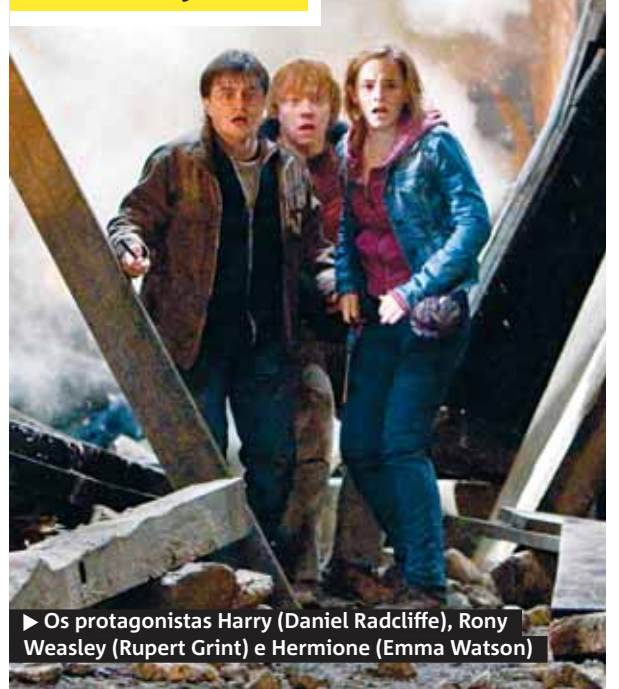 ▶ Os protagonistas Harry (Daniel Radcliffe), Rony
Weasley (Rupert Grint) e Hermione (Emma Watson)